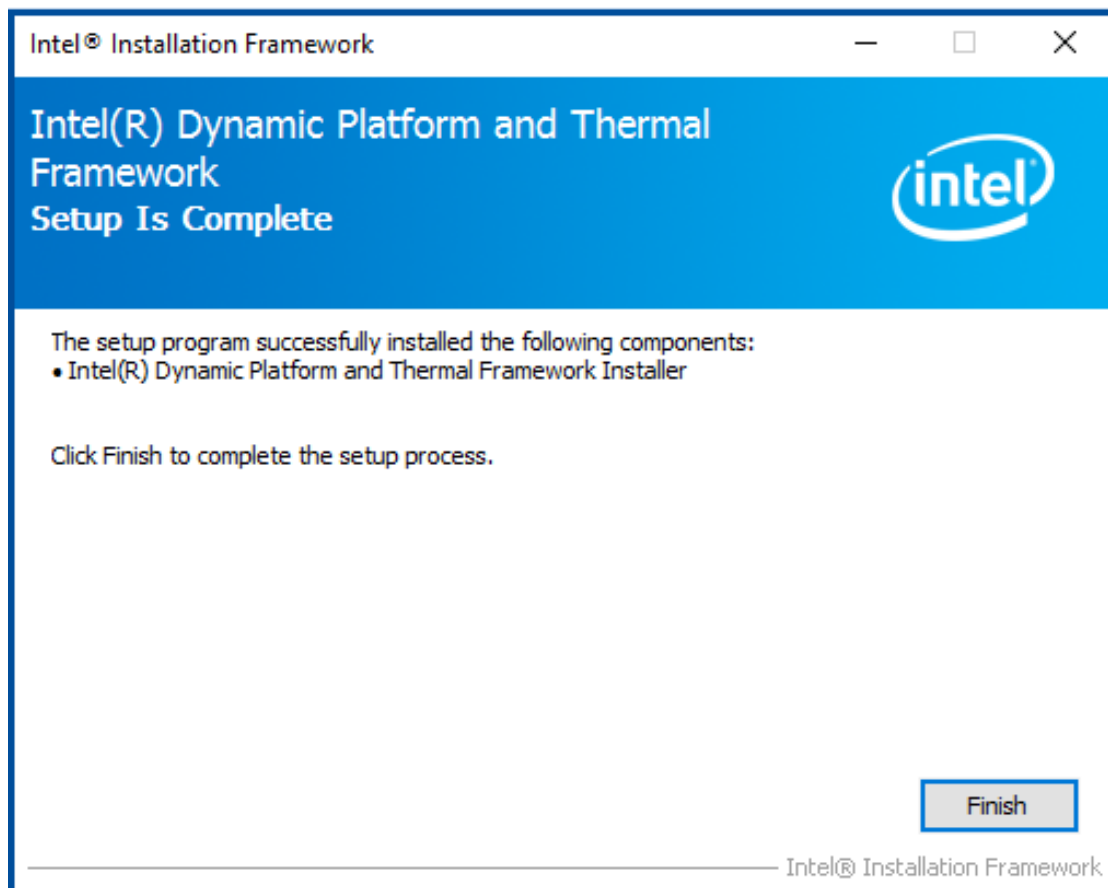 Intel® Installation Framework
Intel(R) Dynamic Platform and Thermal
Framework
Setup Is Complete
intel
The setup program successfully installed the following components:
• Intel(R) Dynamic Platform and Thermal Framework Installer
Click Finish to complete the setup process.
Finish
Intel® Installation Framework